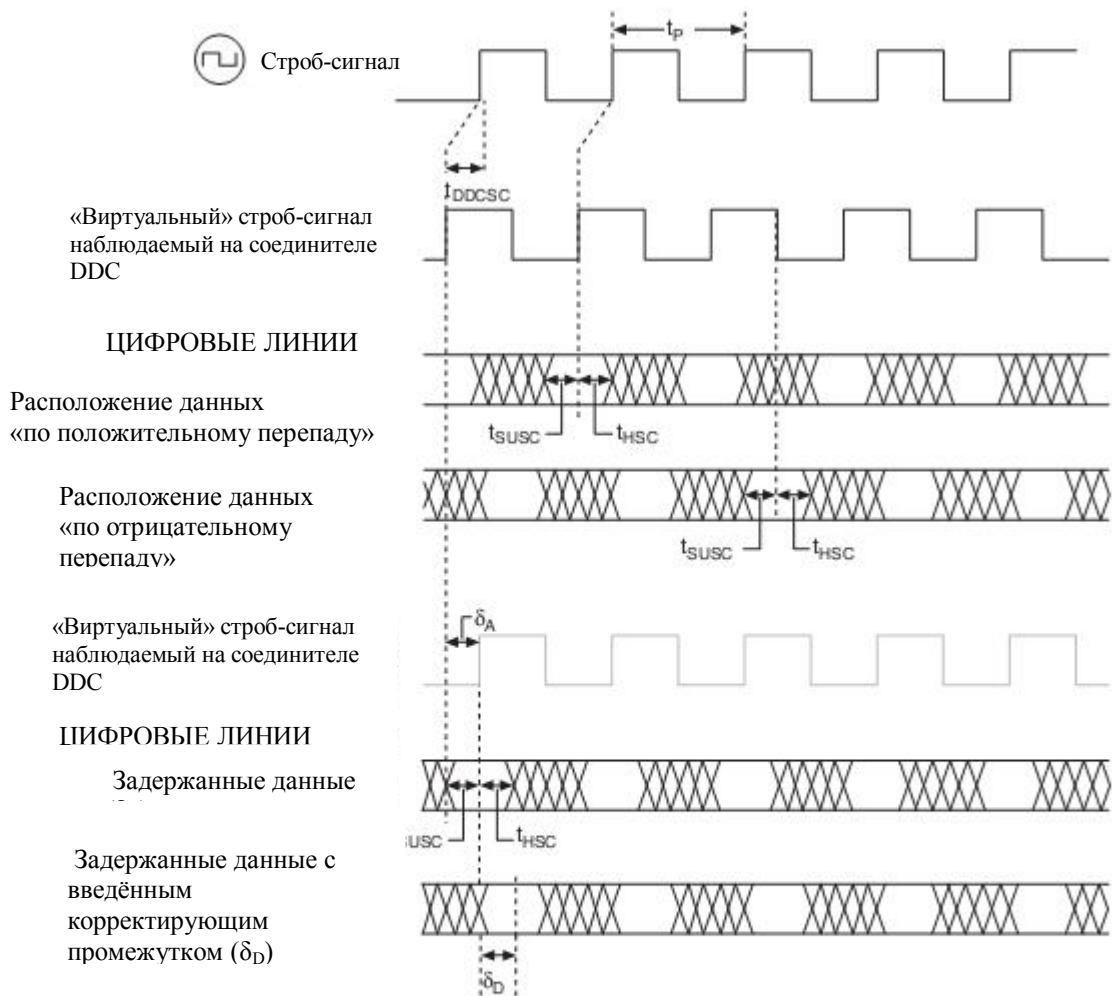 t_P
Строб-сигнал
t_DDCSC
«Виртуальный» строб-сигнал
наблюдаемый на соединителе
DDC
ЦИФРОВЫЕ ЛИНИИ
Расположение данных
«по положительному перепаду»
t_SUSC
t_HSC
Расположение данных
«по отрицательному
перепаду»
t_SUSC
t_HSC
«Виртуальный» строб-сигнал
наблюдаемый на соединителе
DDC
δ_A
ЦИФРОВЫЕ ЛИНИИ
Задержанные данные
SUSC
t_HSC
Задержанные данные с
введённым
корректирующим
промежутком (δ_D)
δ_D